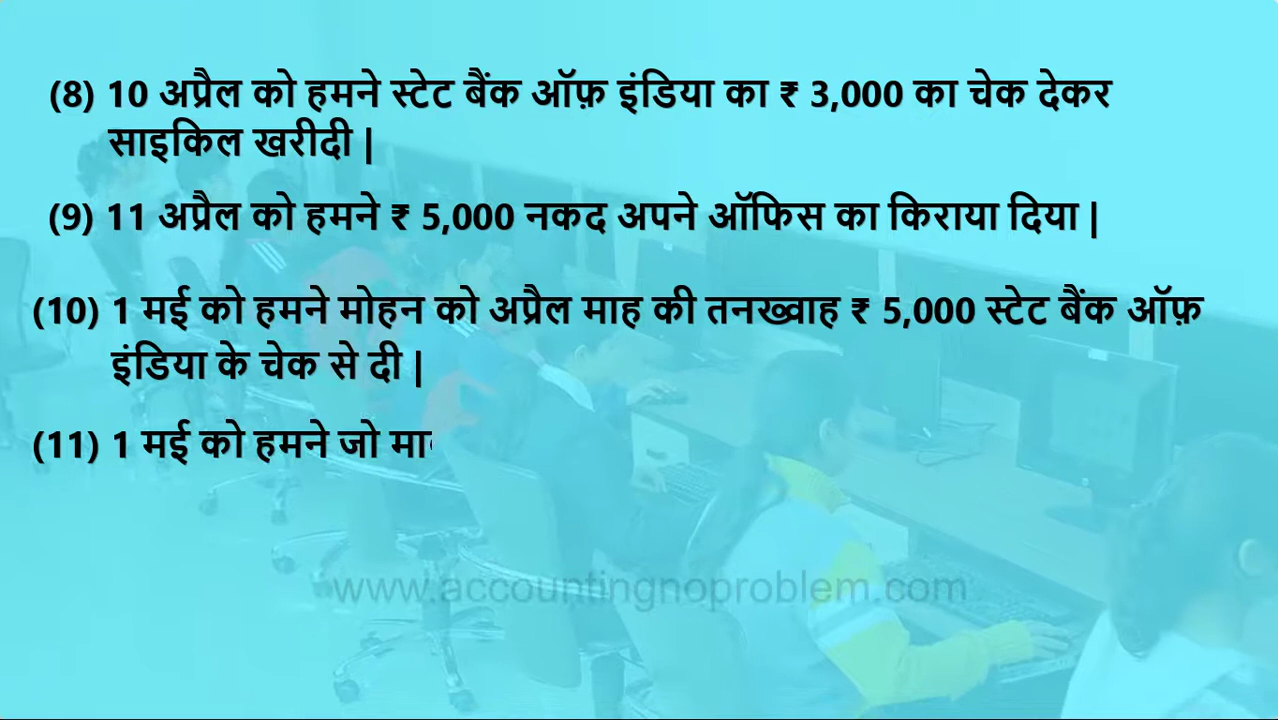 (8) 10 अप्रैल को हमने स्टेट बैंक ऑफ़ इंडिया का ₹ 3,000 का चेक देकर
साइकिल खरीदी |
(9) 11 अप्रैल को हमने ₹ 5,000 नकद अपने ऑफिस का किराया दिया |
(10) 1 मई को हमने मोहन को अप्रैल माह की तनख्वाह ₹ 5,000 स्टेट बैंक ऑफ़
इंडिया के चेक से दी |
(11) 1 मई को हमने जो
www.accountingnoproblem.com